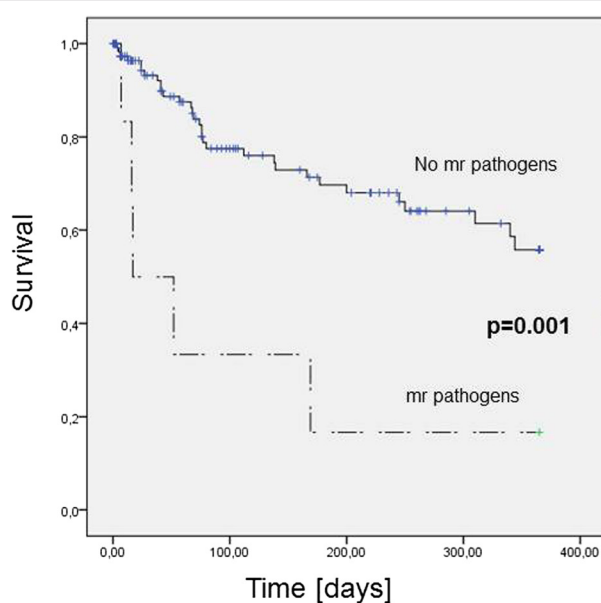 1,0
No mr pathogens
0,8
0,6
Survival
0,4
p=0.001
mr pathogens
0,2
0,0
0,00 100,00 200,00 300,00 400,00
Time [days]